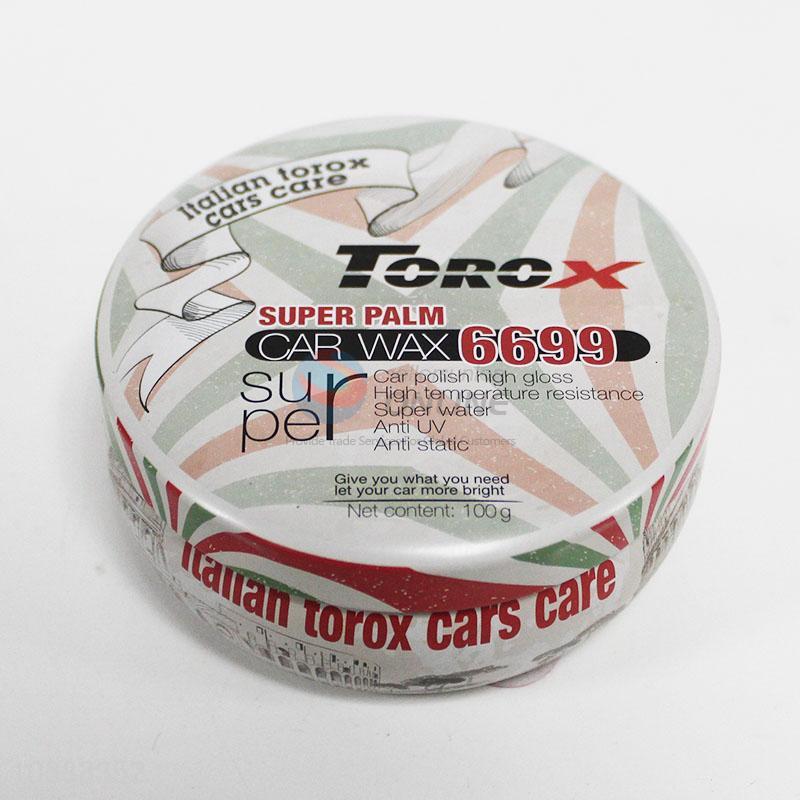 Italian torox
cars care
TOROX
SUPER PALM
CAR WAX 6699
super
Car polish high gloss
High temperature resistance
Super water
Anti UV
Anti static
Give you what you need
let your car more bright
Net content: 100g
Italian torox cars care